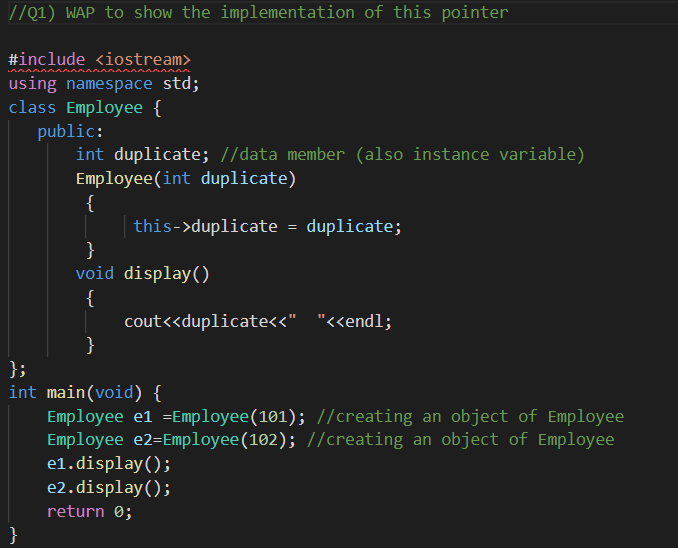 //Q1) WAP to show the implementation of this pointer
#include <iostream>
using namespace std;
class Employee {
public:
int duplicate; //data member (also instance variable)
Employee(int duplicate)
{
this->duplicate = duplicate;
}
void display()
{
cout<<duplicate<<"  "<<endl;
}
};
int main(void) {
Employee e1 =Employee(101); //creating an object of Employee
Employee e2=Employee(102); //creating an object of Employee
e1.display();
e2.display();
return 0;
}